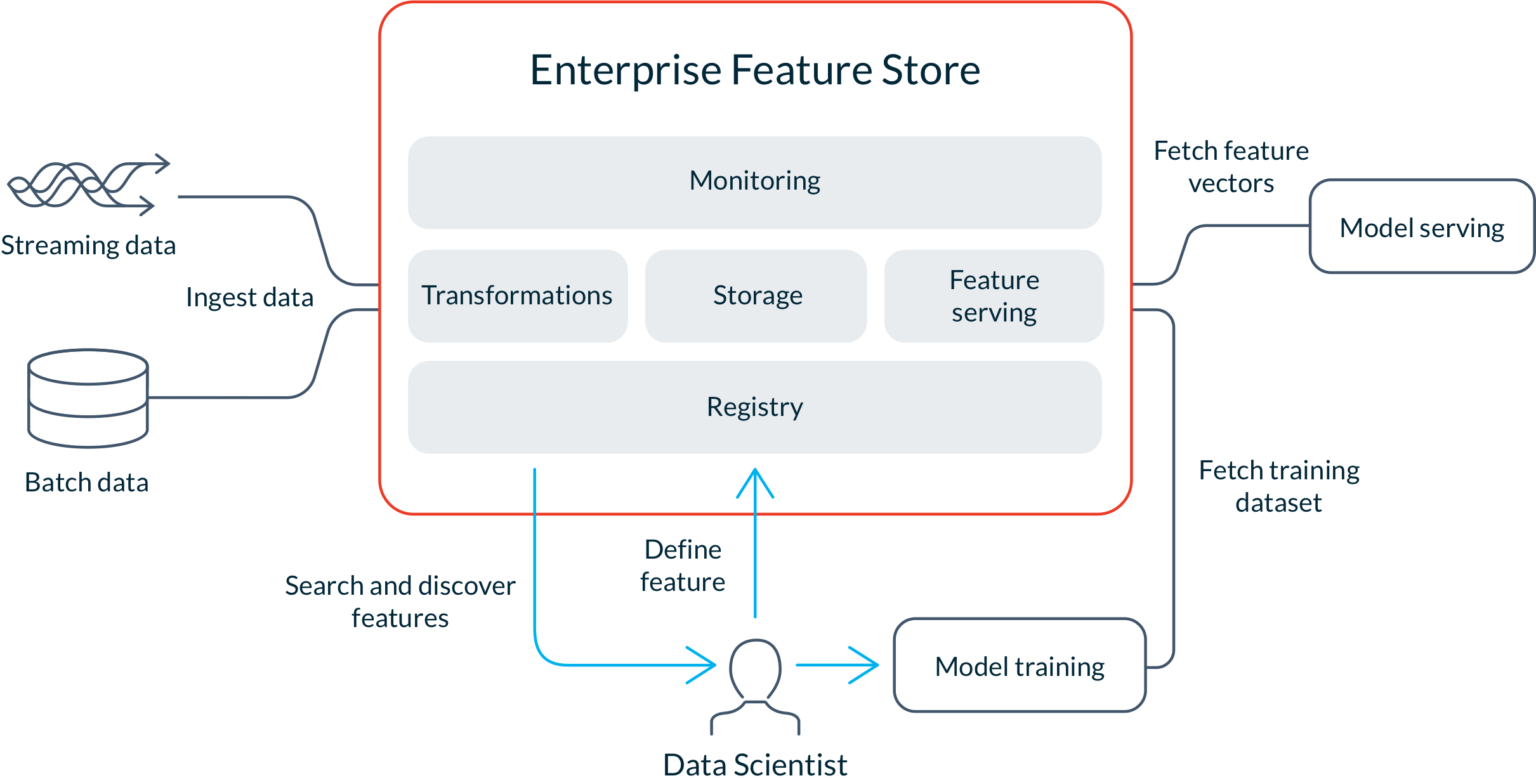 Enterprise Feature Store
Monitoring
Transformations
Storage
Feature
serving
Registry
Streaming data
Ingest data
Batch data
Fetch feature
vectors
Model serving
Fetch training
dataset
Search and discover
features
Define
feature
Model training
Data Scientist